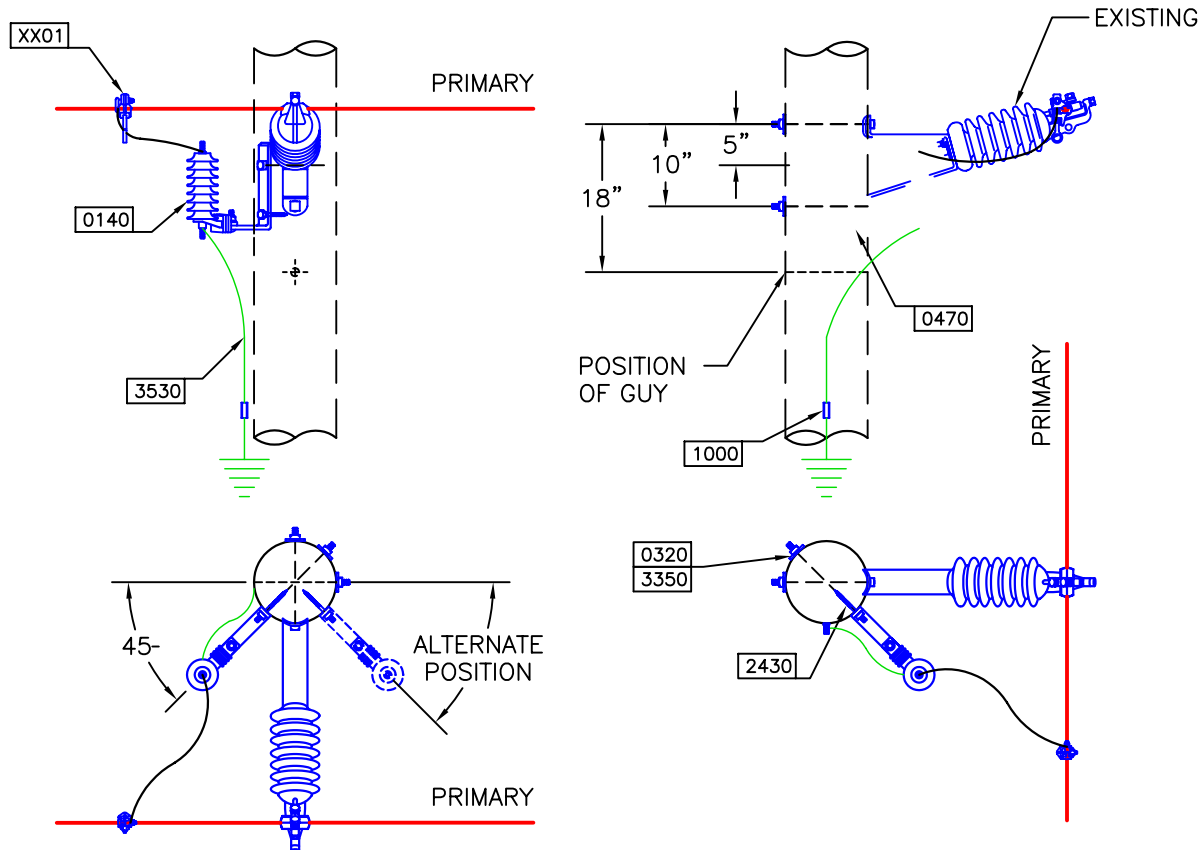 XX01
PRIMARY
EXISTING
5”
10”
18”
0140
0470
3530
POSITION
OF GUY
1000
PRIMARY
0320
3350
45-
ALTERNATE
POSITION
2430
PRIMARY